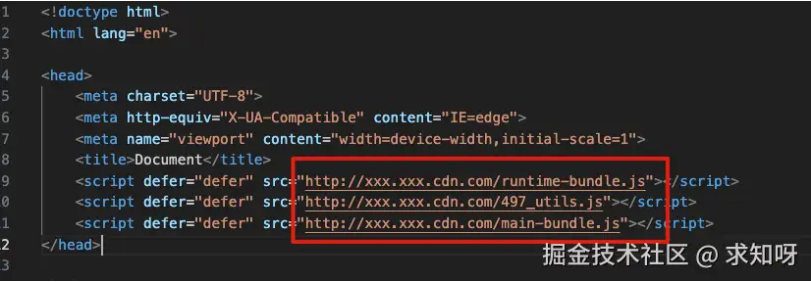 1 <!doctype html>
2 <html lang="en">
3
4 <head>
5 <meta charset="UTF-8">
6 <meta http-equiv="X-UA-Compatible" content="IE=edge">
7 <meta name="viewport" content="width=device-width,initial-scale=1">
8 <title>Document</title>
9 <script defer="defer" src="http://xxx.xxx.cdn.com/runtime-bundle.js"></script>
10 <script defer="defer" src="http://xxx.xxx.cdn.com/497_utils.js"></script>
11 <script defer="defer" src="http://xxx.xxx.cdn.com/main-bundle.js"></script>
12 </head>
13
掘金技术社区 @ 求知呀